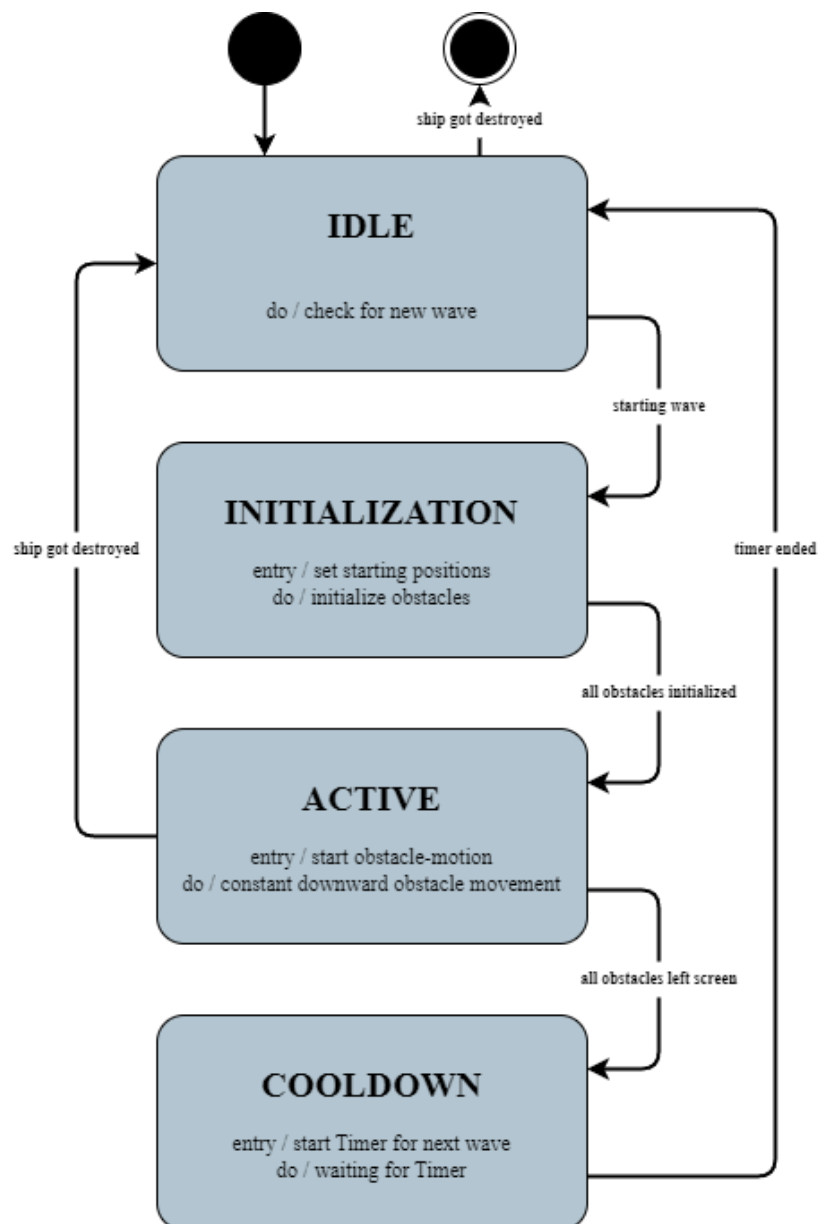 ship got destroyed
IDLE
do / check for new wave
starting wave
INITIALIZATION
entry / set starting positions
do / initialize obstacles
ship got destroyed
timer ended
all obstacles initialized
ACTIVE
entry / start obstacle-motion
do / constant downward obstacle movement
all obstacles left screen
COOLDOWN
entry / start Timer for next wave
do / waiting for Timer